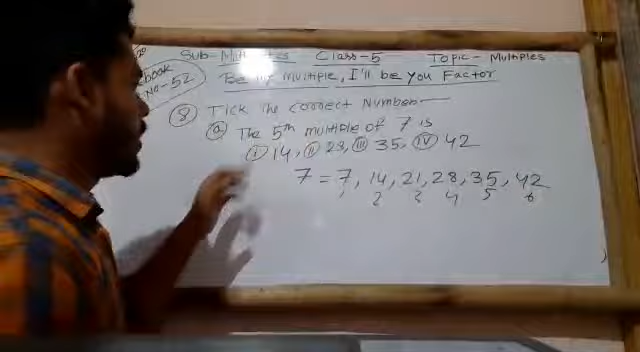 Sub- Class-5 Topic- Multiples
book No-52
Be my Multiple, I'll be you Factor
8 Tick the correct Number-
a The 5th multiple of 7 is
i 14, ii 28, iii 35, iv 42
7 = 7, 14, 21, 28, 35, 42
1 2 3 4 5 6